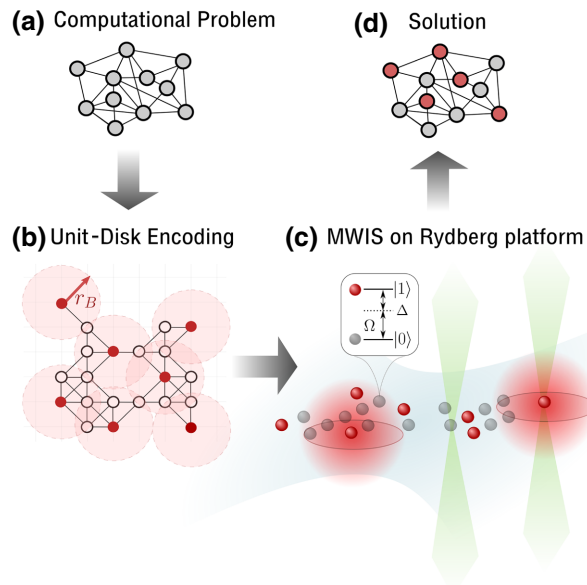 (a) Computational Problem
(d) Solution
(b) Unit-Disk Encoding
r_B
(c) MWIS on Rydberg platform
|1⟩
Δ
Ω
|0⟩